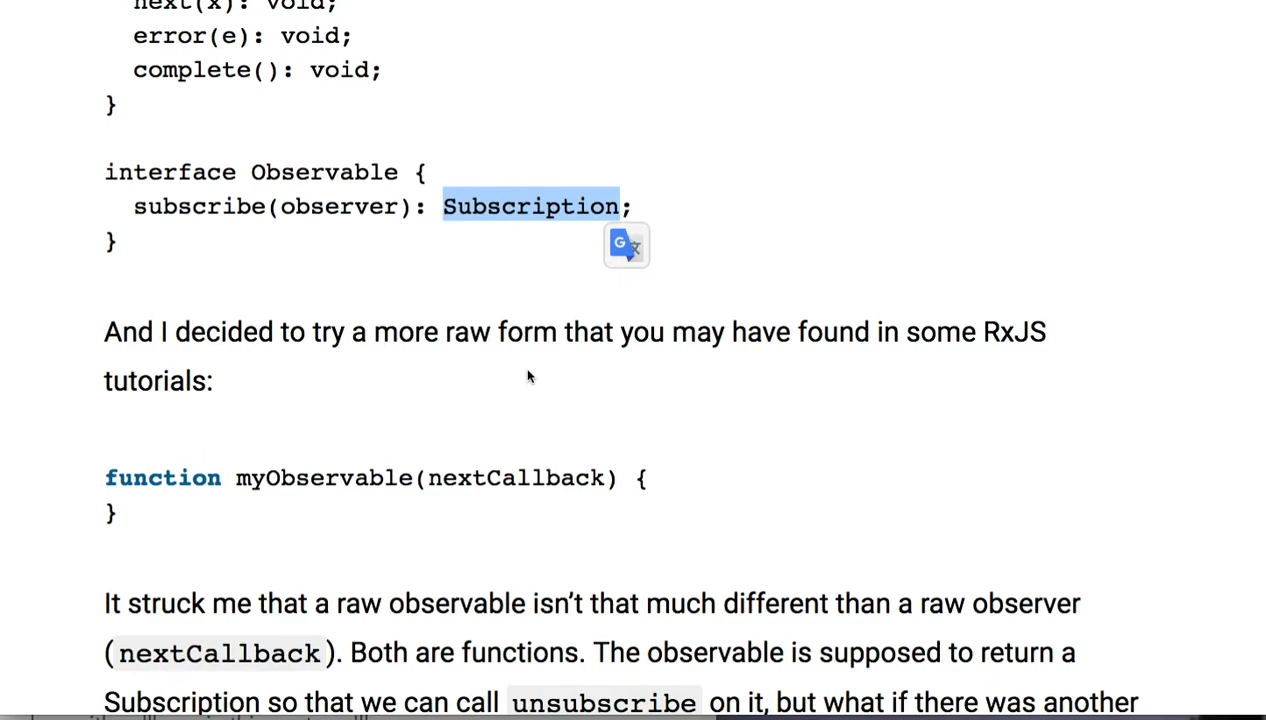 next(x): void;
error(e): void;
complete(): void;
}
interface Observable {
subscribe(observer): Subscription;
}
G
And I decided to try a more raw form that you may have found in some RxJS
tutorials:
function myObservable(nextCallback) {
}
It struck me that a raw observable isn’t that much different than a raw observer
(nextCallback). Both are functions. The observable is supposed to return a
Subscription so that we can call unsubscribe on it, but what if there was another